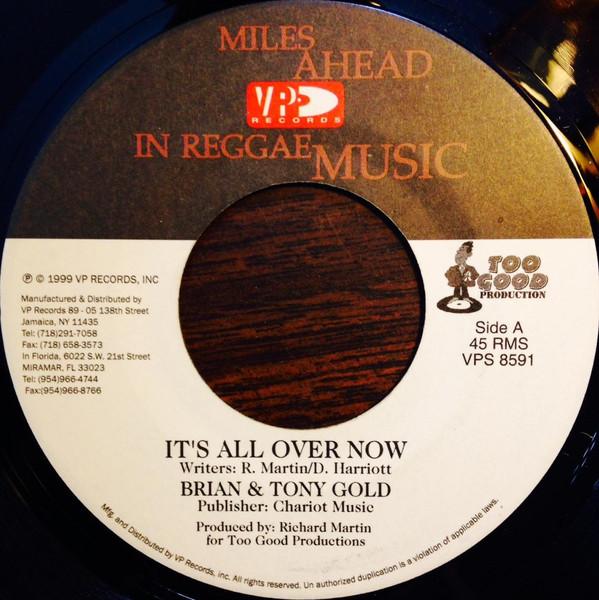 MILES
AHEAD
VP
RECORDS
IN REGGAE MUSIC
℗ © 1999 VP RECORDS, INC
Manufactured & Distributed by
VP Records 89 - 05 138th Street
Jamaica, NY 11435
Tel: (718)291-7058
Fax: (718) 658-3573
In Florida, 6022 S.W. 21st Street
MIRAMAR, FL 33023
Tel:(954)966-4744
Fax:(954)966-8766
TOO
GOOD
PRODUCTION
Side A
45 RMS
VPS 8591
IT'S ALL OVER NOW
Writers: R. Martin/D. Harriott
BRIAN & TONY GOLD
Publisher: Chariot Music
Produced by: Richard Martin
for Too Good Productions
Mfg. and Distributed by VP Records, inc. All rights reserved. Un authorized duplication is a violation of applicable laws.